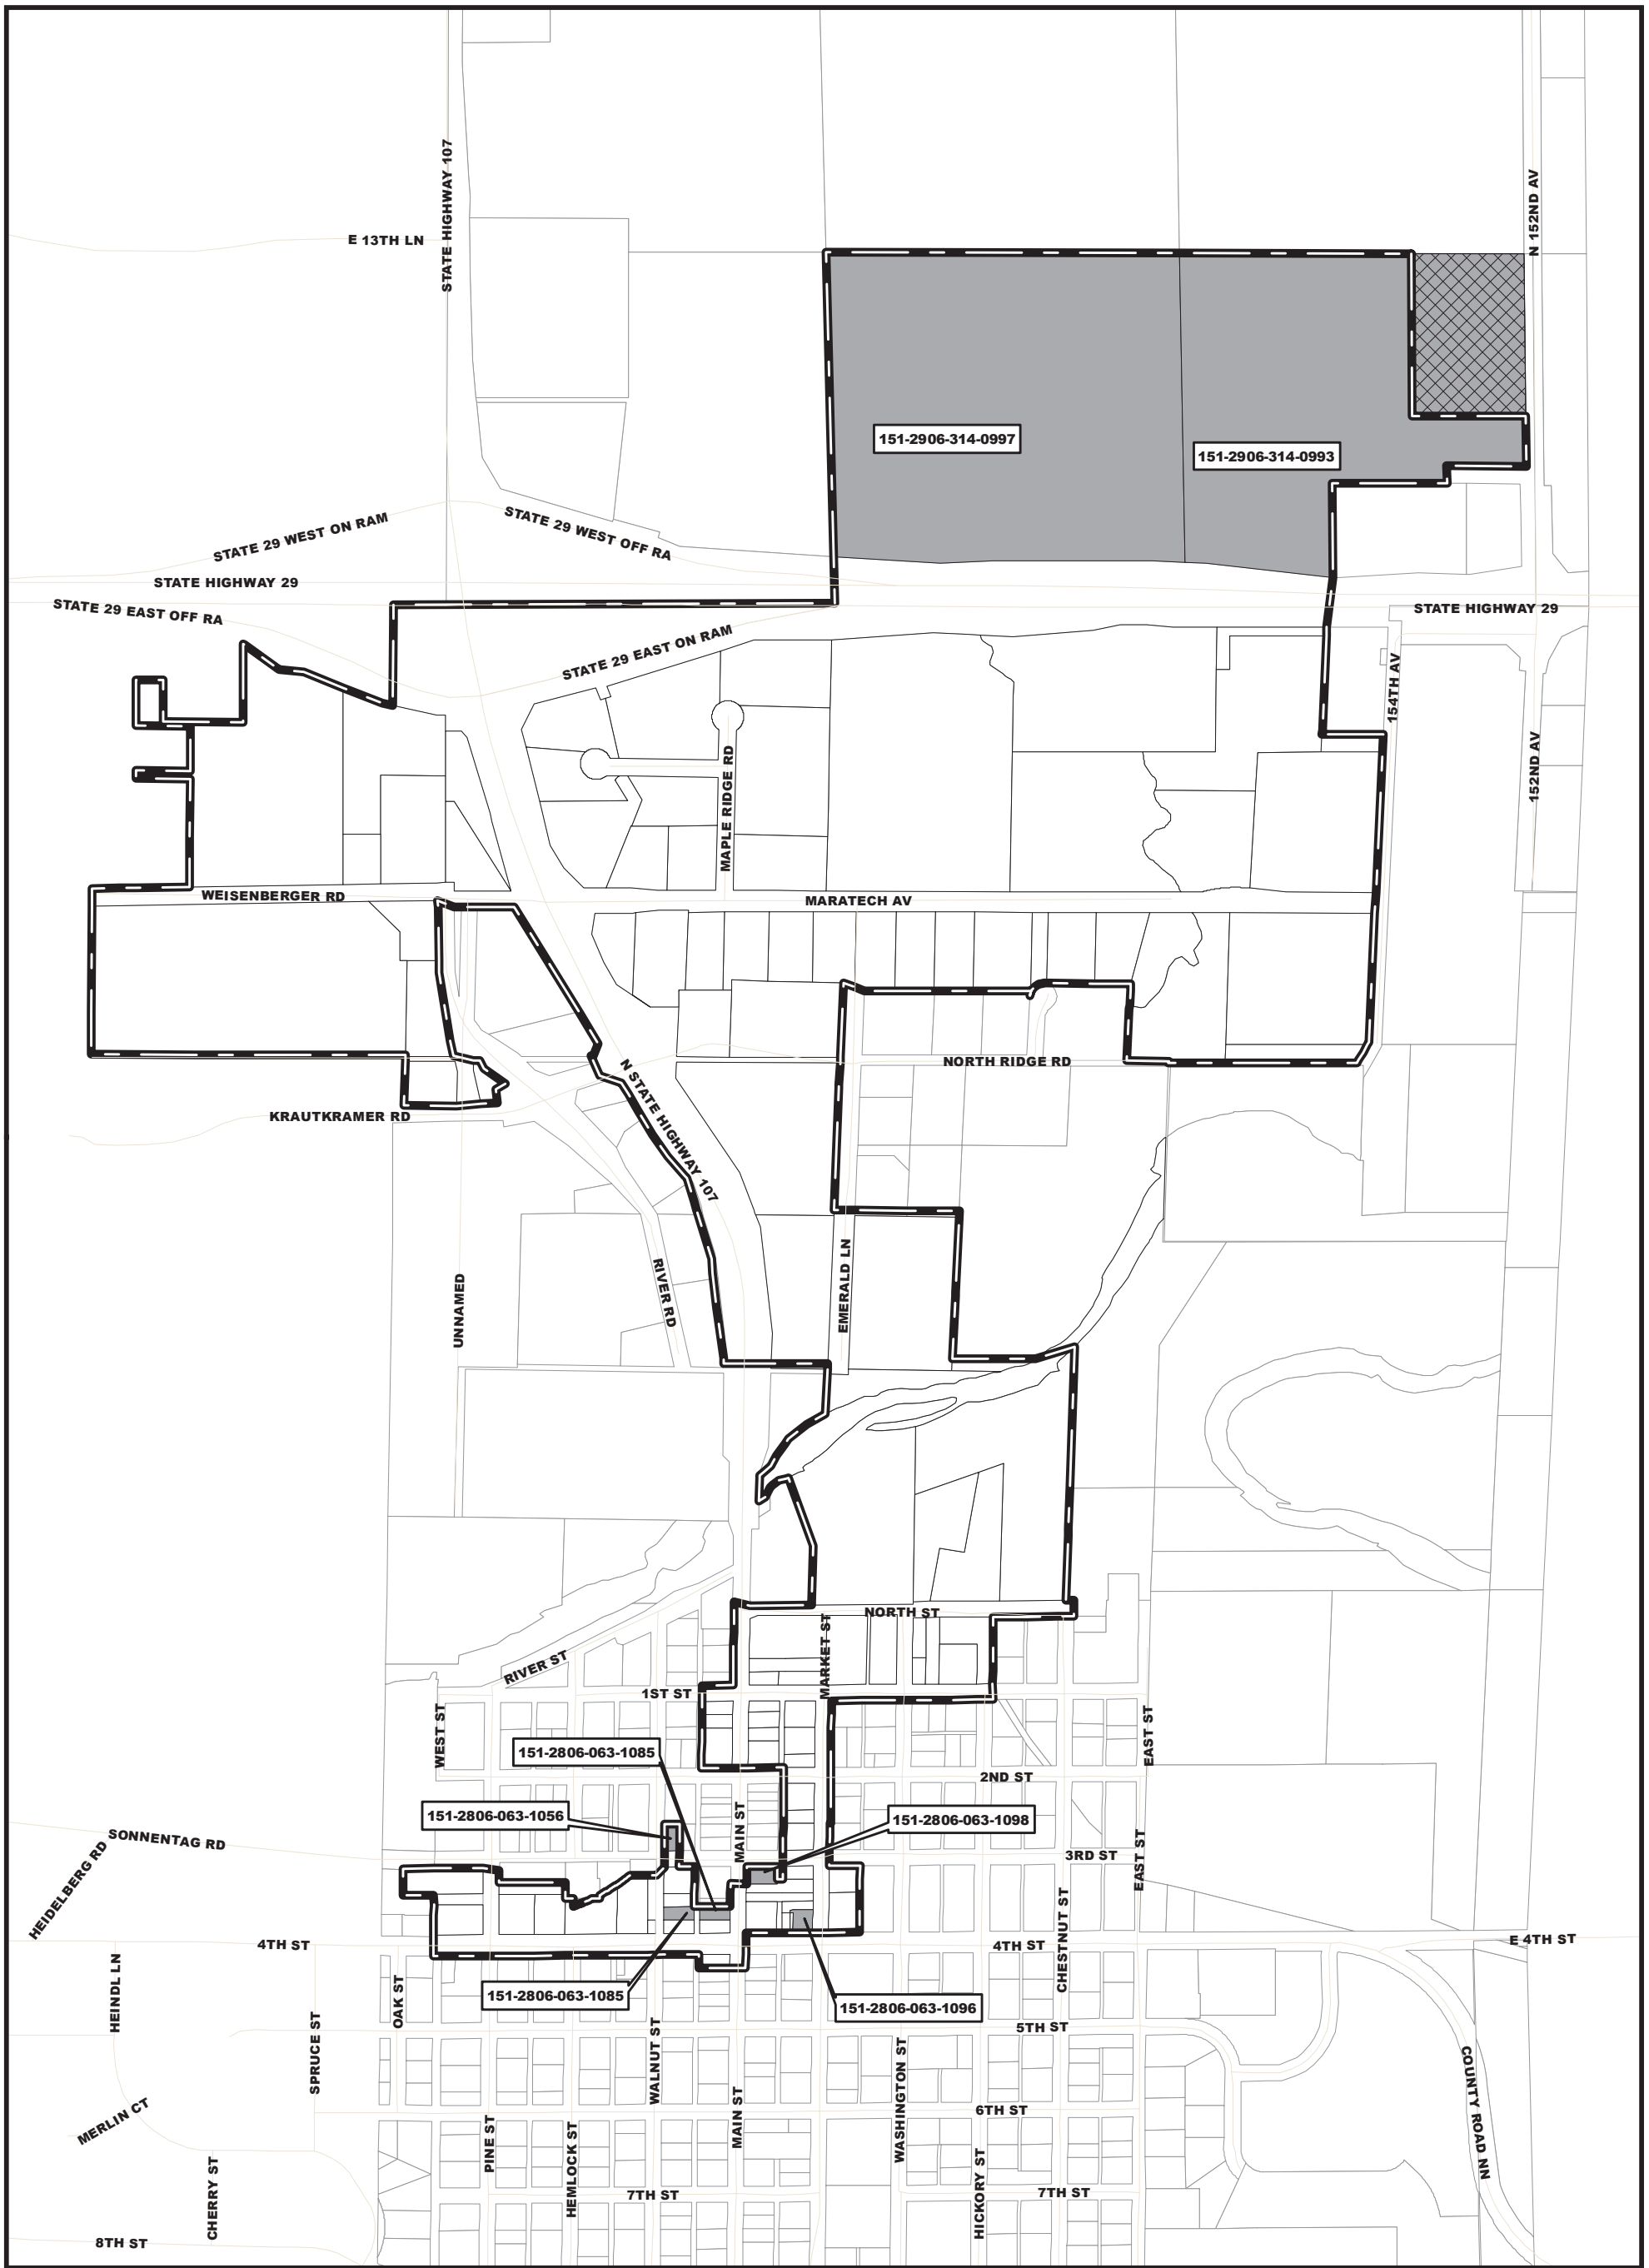 STATE HIGHWAY 107
N 152ND AV
E 13TH LN
151-2906-314-0997
151-2906-314-0993
STATE 29 WEST ON RAM
STATE 29 WEST OFF RA
STATE HIGHWAY 29
STATE HIGHWAY 29
STATE 29 EAST OFF RA
STATE 29 EAST ON RAM
154TH AV
152ND AV
MAPLE RIDGE RD
WEISENBERGER RD
MARATECH AV
NORTH RIDGE RD
N STATE HIGHWAY 107
KRAUTKRAMER RD
UNNAMED
RIVER RD
EMERALD LN
NORTH ST
MARKET ST
RIVER ST
1ST ST
WEST ST
EAST ST
151-2806-063-1085
2ND ST
151-2806-063-1056
MAIN ST
151-2806-063-1098
SONNENTAG RD
HEIDELBERG RD
3RD ST
EAST ST
CHESTNUT ST
4TH ST
4TH ST
E 4TH ST
HEINDL LN
OAK ST
151-2806-063-1085
151-2806-063-1096
SPRUCE ST
5TH ST
WALNUT ST
WASHINGTON ST
COUNTY ROAD NN
MERLIN CT
6TH ST
PINE ST
HEMLOCK ST
MAIN ST
HICKORY ST
CHERRY ST
7TH ST
7TH ST
8TH ST